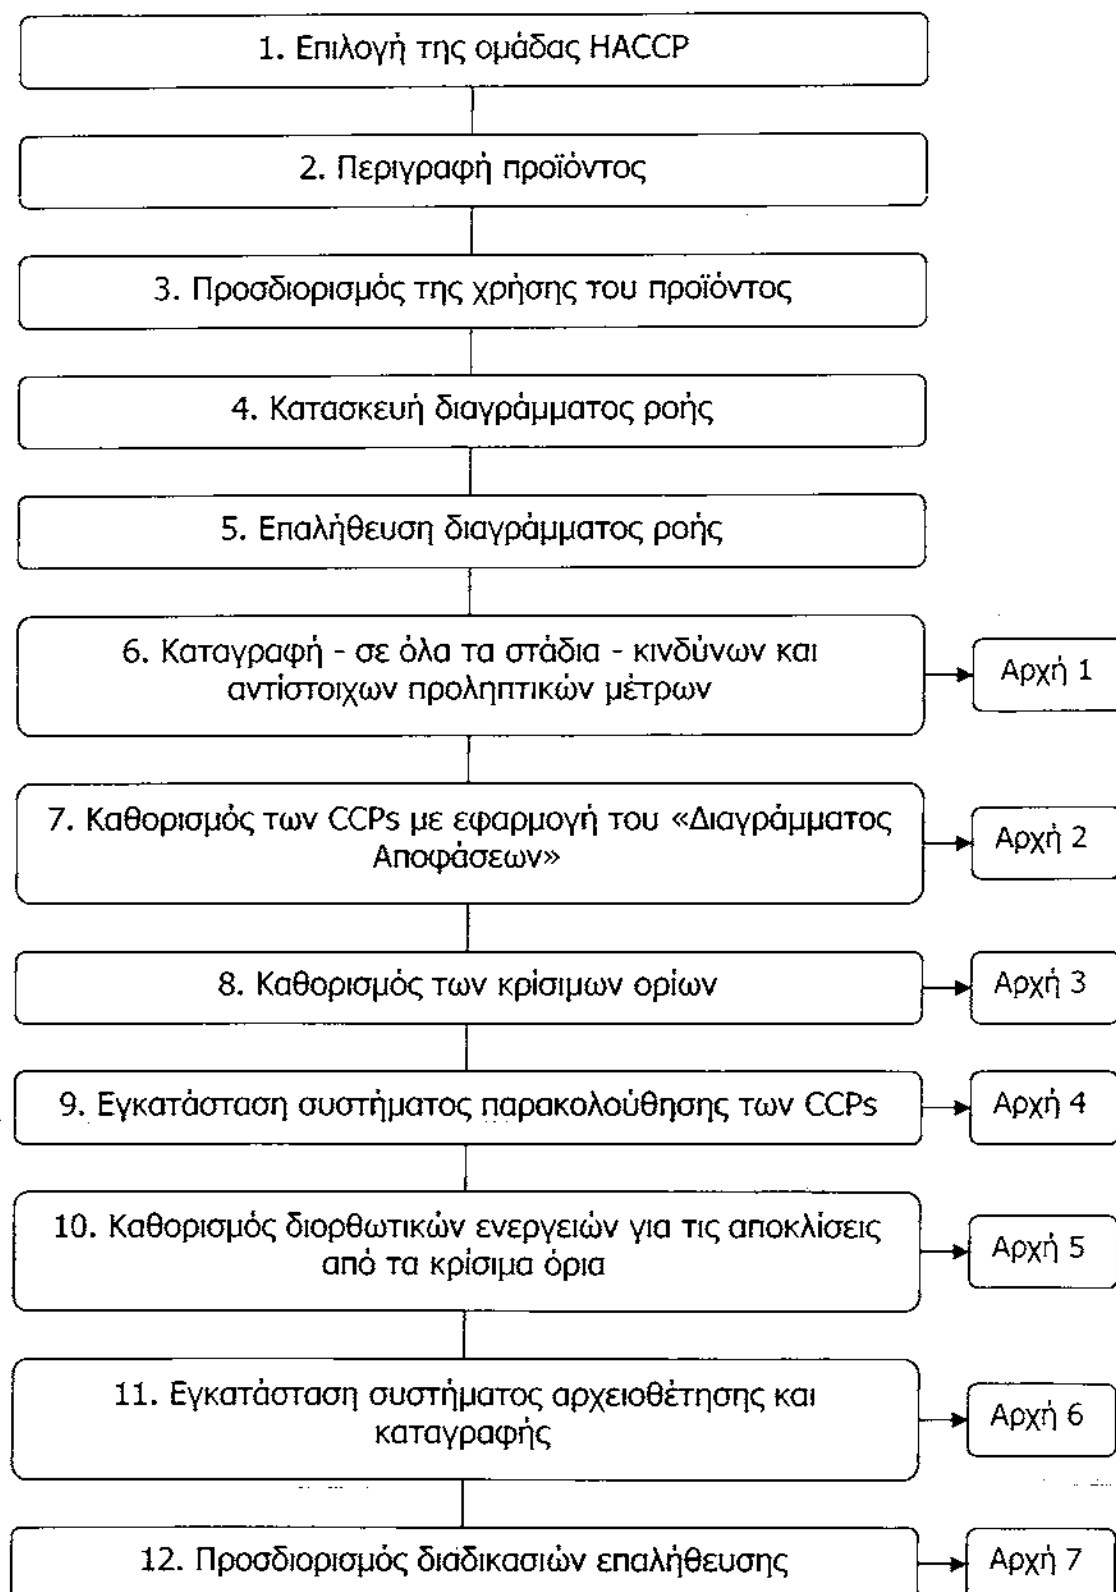 1. Επιλογή της ομάδας HACCP
2. Περιγραφή προϊόντος
3. Προσδιορισμός της χρήσης του προϊόντος
4. Κατασκευή διαγράμματος ροής
5. Επαλήθευση διαγράμματος ροής
6. Καταγραφή - σε όλα τα στάδια - κινδύνων και
αντίστοιχων προληπτικών μέτρων
Αρχή 1
7. Καθορισμός των CCPs με εφαρμογή του «Διαγράμματος
Αποφάσεων»
Αρχή 2
8. Καθορισμός των κρίσιμων ορίων
Αρχή 3
9. Εγκατάσταση συστήματος παρακολούθησης των CCPs
Αρχή 4
10. Καθορισμός διορθωτικών ενεργειών για τις αποκλίσεις
από τα κρίσιμα όρια
Αρχή 5
11. Εγκατάσταση συστήματος αρχειοθέτησης και
καταγραφής
Αρχή 6
12. Προσδιορισμός διαδικασιών επαλήθευσης
Αρχή 7